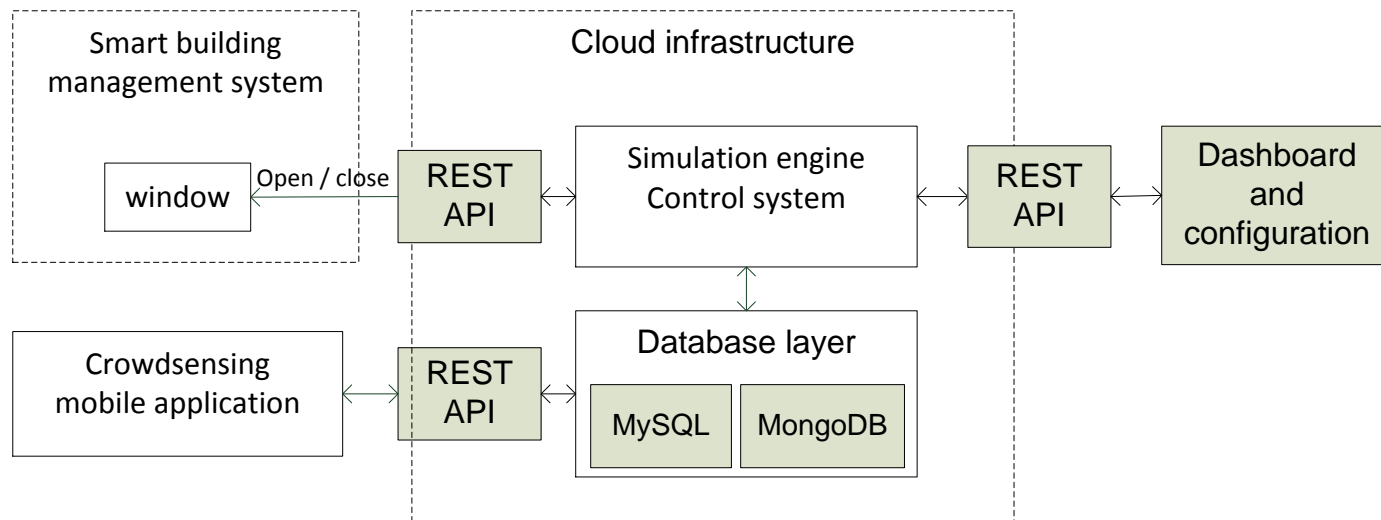 Smart building
management system
Cloud infrastructure
window
Open / close
REST
API
Simulation engine
Control system
REST
API
Dashboard
and
configuration
Crowdsensing
mobile application
REST
API
Database layer
MySQL
MongoDB